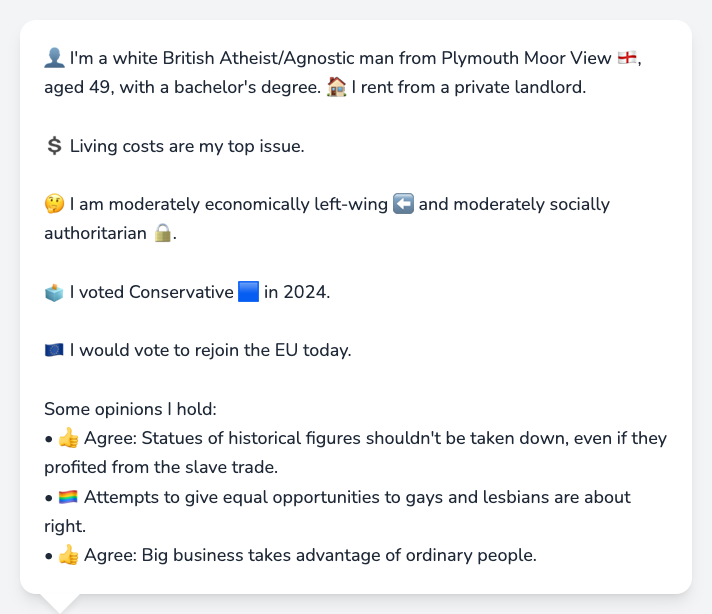 👤 I'm a white British Atheist/Agnostic man from Plymouth Moor View 🏴󠁧󠁢󠁥󠁮󠁧󠁿,
aged 49, with a bachelor's degree. 🏠 I rent from a private landlord.
💲 Living costs are my top issue.
🤔 I am moderately economically left-wing ⬅️ and moderately socially
authoritarian 🔒.
🗳️ I voted Conservative 🟦 in 2024.
🇪🇺 I would vote to rejoin the EU today.
Some opinions I hold:
• 👍 Agree: Statues of historical figures shouldn't be taken down, even if they
profited from the slave trade.
• 🏳️‍🌈 Attempts to give equal opportunities to gays and lesbians are about
right.
• 👍 Agree: Big business takes advantage of ordinary people.